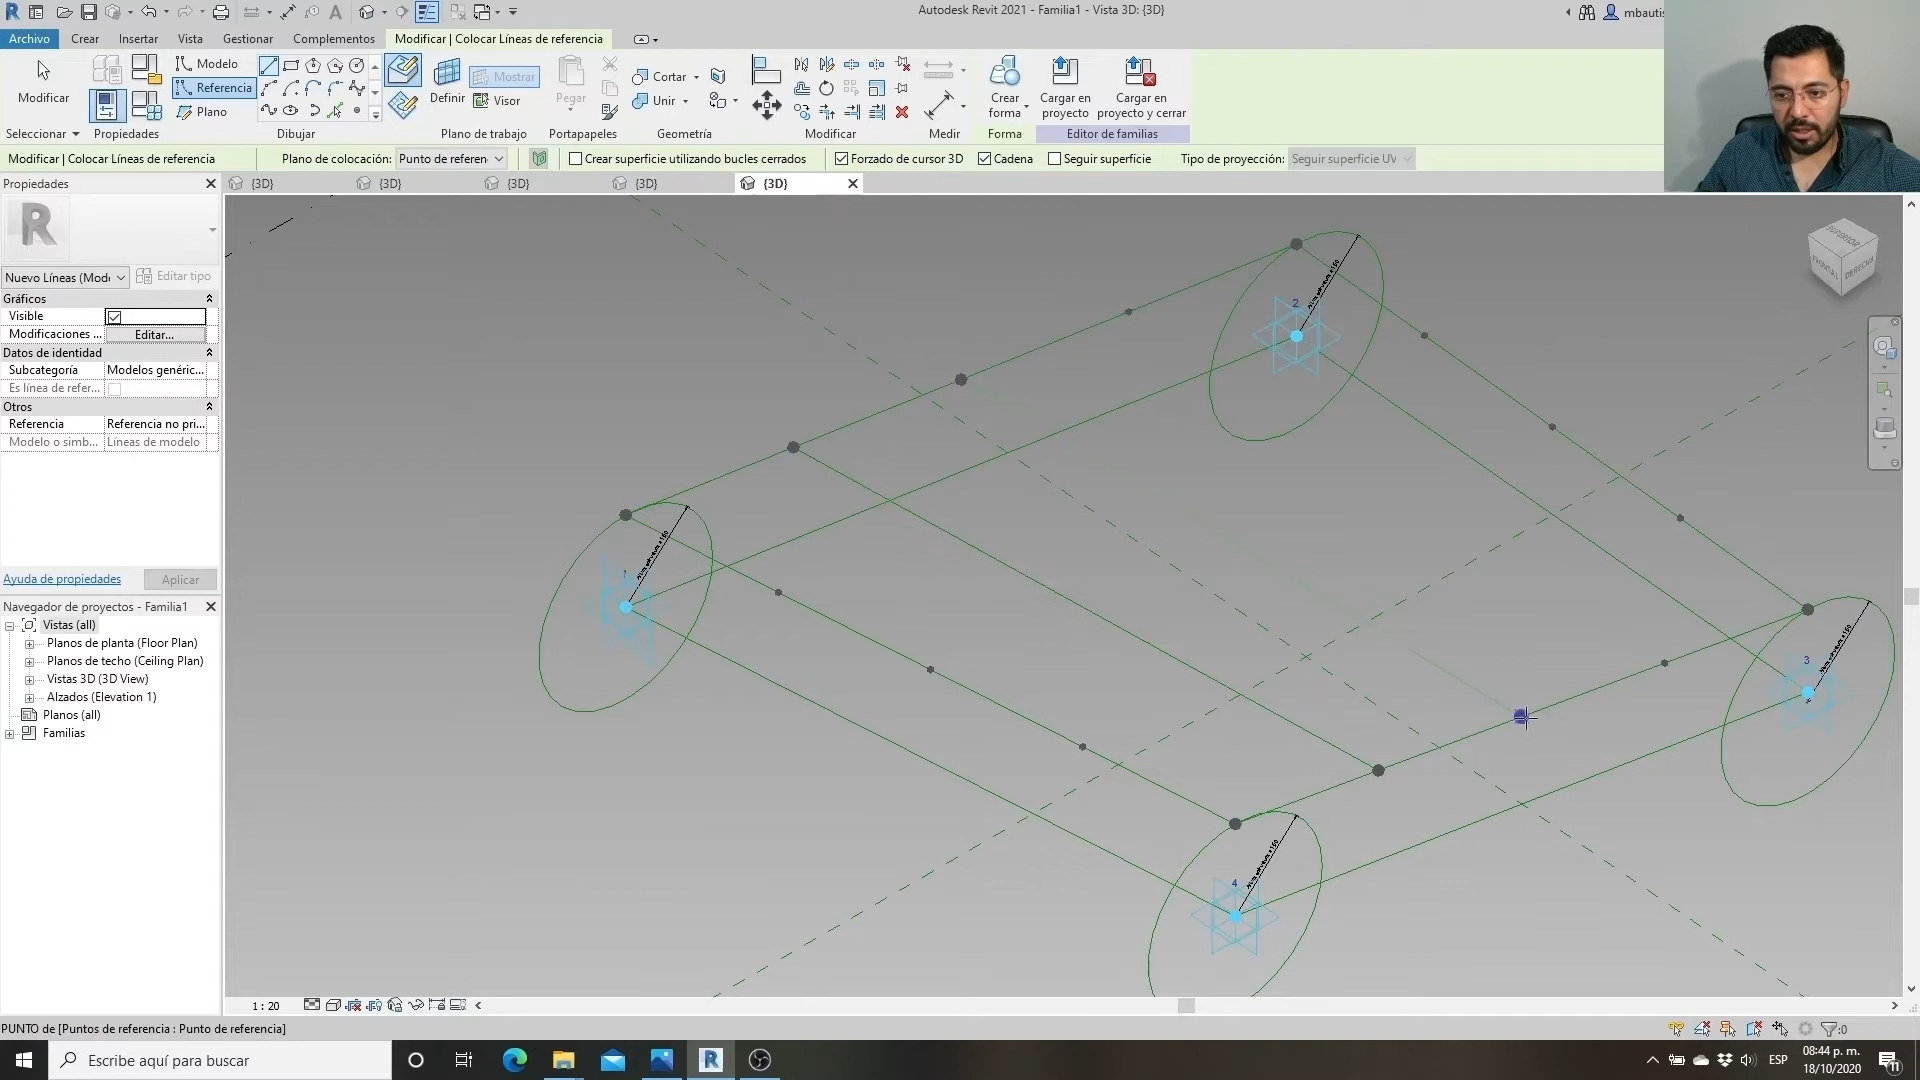 Autodesk Revit 2021 - Familia1 - Vista 3D: {3D}
mbautis
Archivo Crear Insertar Vista Gestionar Complementos Modificar | Colocar Líneas de referencia
Modificar
Modelo
Referencia
Plano
Definir
Mostrar
Visor
Pegar
Cortar
Unir
Crear forma
Cargar en proyecto
Cargar en proyecto y cerrar
Seleccionar Propiedades Dibujar Plano de trabajo Portapapeles Geometría Modificar Medir Forma Editor de familias
Modificar | Colocar Líneas de referencia Plano de colocación: Punto de referen Crear superficie utilizando bucles cerrados Forzado de cursor 3D Cadena Seguir superficie Tipo de proyección: Seguir superficie UV
Propiedades
{3D} {3D} {3D} {3D} {3D}
R
Nuevo Líneas (Mode Editar tipo
Gráficos
Visible
Modificaciones ... Editar...
Datos de identidad
Subcategoría Modelos genéric...
Es línea de refer...
Otros
Referencia Referencia no pri...
Modelo o simb... Líneas de modelo
Ayuda de propiedades Aplicar
Navegador de proyectos - Familia1
Vistas (all)
Planos de planta (Floor Plan)
Planos de techo (Ceiling Plan)
Vistas 3D (3D View)
Alzados (Elevation 1)
Planos (all)
Familias
SUPERIOR
FRONTAL
DERECHA
2
1
3
4
1 : 20
PUNTO de [Puntos de referencia : Punto de referencia]
:0
Escribe aquí para buscar
ESP
08:44 p. m.
18/10/2020
11